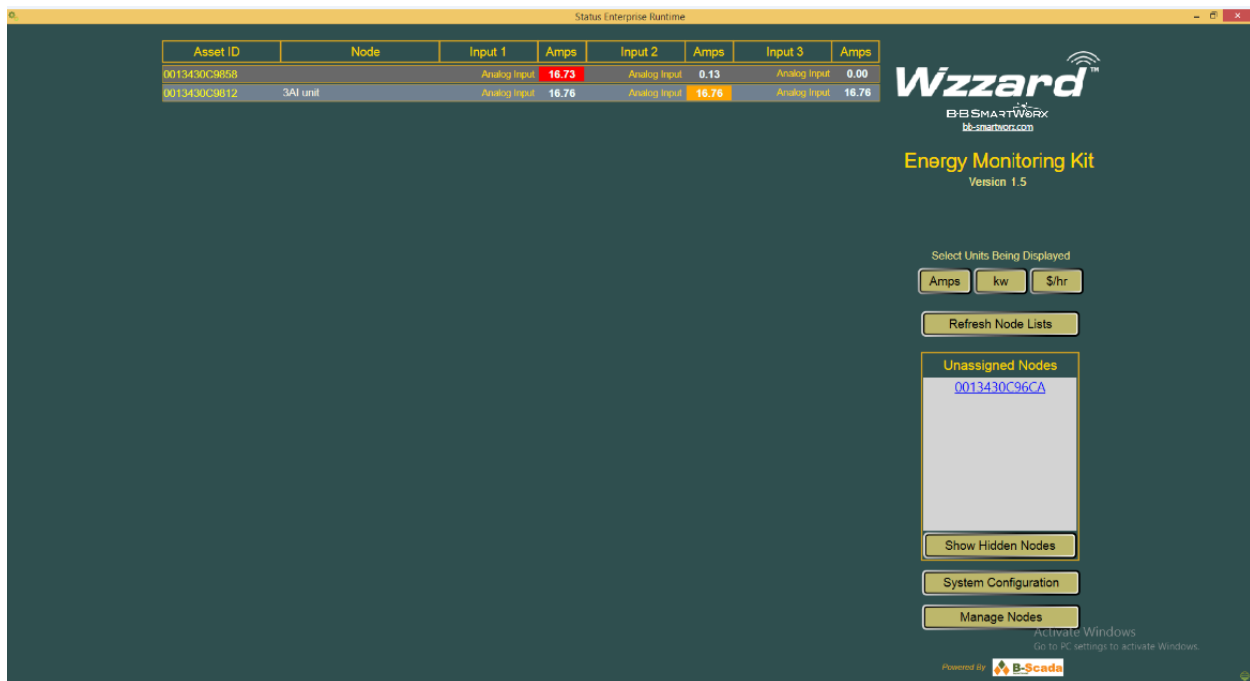 Status Enterprise Runtime
Asset ID Node Input 1 Amps Input 2 Amps Input 3 Amps
0013430C9858 Analog Input 16.73 Analog Input 0.13 Analog Input 0.00
0013430C9812 3AI unit Analog Input 16.76 Analog Input 16.76 Analog Input 16.76
Wzzard™
B+B SMARTWORX
bb-smartworx.com
Energy Monitoring Kit
Version 1.5
Select Units Being Displayed
Amps kw $/hr
Refresh Node Lists
Unassigned Nodes
0013430C96CA
Show Hidden Nodes
System Configuration
Manage Nodes
Activate Windows
Go to PC settings to activate Windows.
Powered By B-Scada